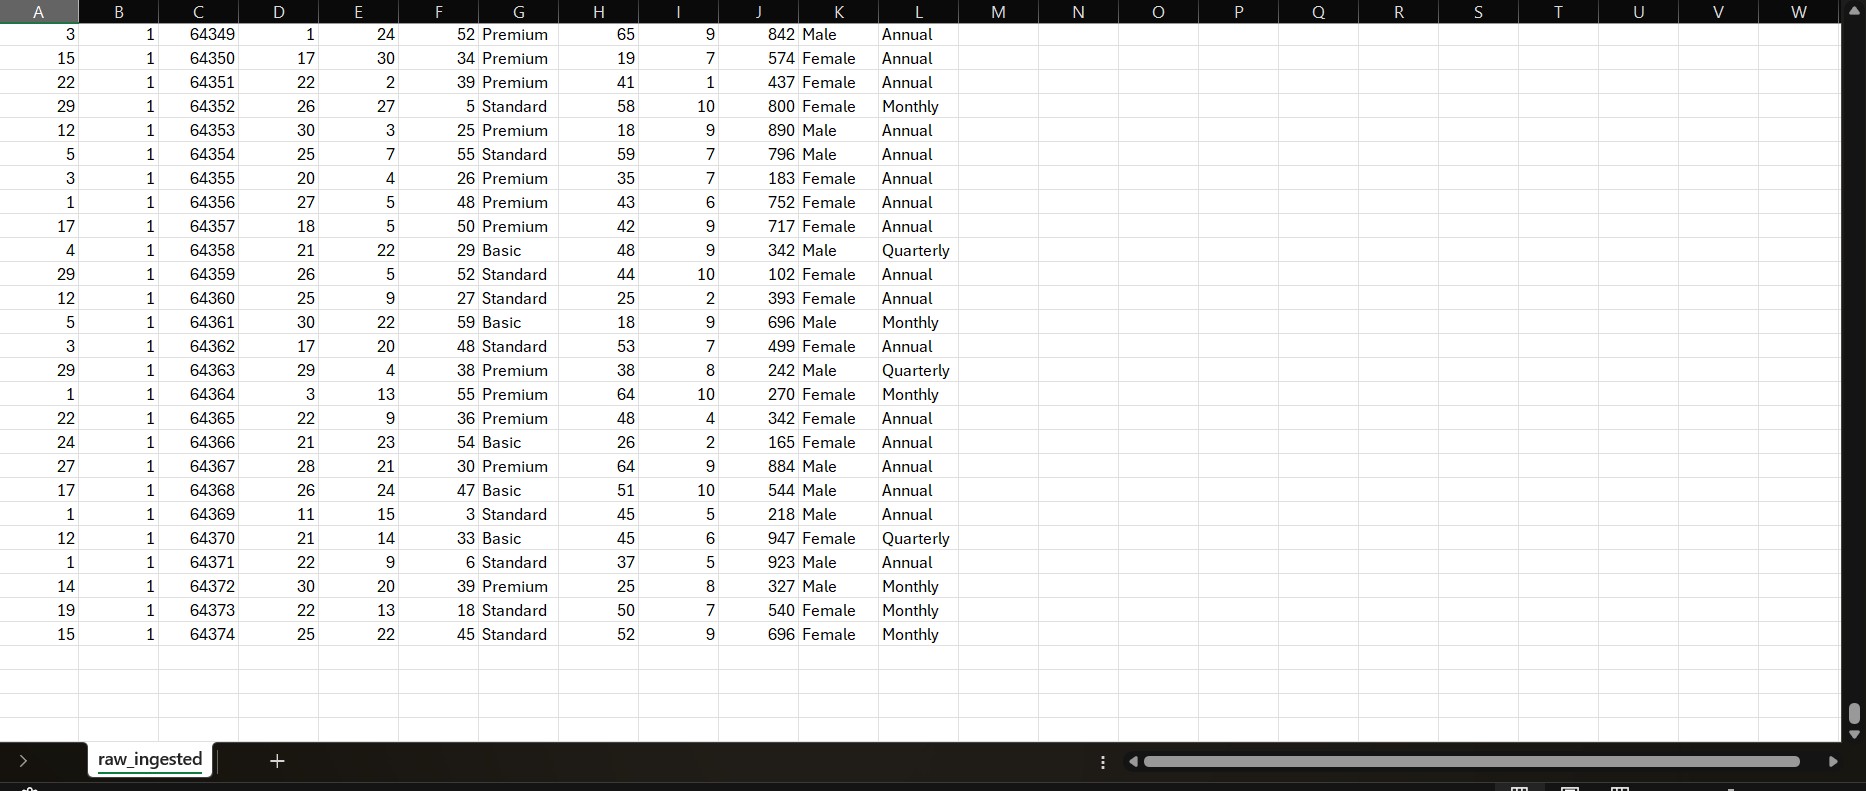 A B C D E F G H I J K L M N O P Q R S T U V W
3 1 64349 1 24 52 Premium 65 9 842 Male Annual
15 1 64350 17 30 34 Premium 19 7 574 Female Annual
22 1 64351 22 2 39 Premium 41 1 437 Female Annual
29 1 64352 26 27 5 Standard 58 10 800 Female Monthly
12 1 64353 30 3 25 Premium 18 9 890 Male Annual
5 1 64354 25 7 55 Standard 59 7 796 Male Annual
3 1 64355 20 4 26 Premium 35 7 183 Female Annual
1 1 64356 27 5 48 Premium 43 6 752 Female Annual
17 1 64357 18 5 50 Premium 42 9 717 Female Annual
4 1 64358 21 22 29 Basic 48 9 342 Male Quarterly
29 1 64359 26 5 52 Standard 44 10 102 Female Annual
12 1 64360 25 9 27 Standard 25 2 393 Female Annual
5 1 64361 30 22 59 Basic 18 9 696 Male Monthly
3 1 64362 17 20 48 Standard 53 7 499 Female Annual
29 1 64363 29 4 38 Premium 38 8 242 Male Quarterly
1 1 64364 3 13 55 Premium 64 10 270 Female Monthly
22 1 64365 22 9 36 Premium 48 4 342 Female Annual
24 1 64366 21 23 54 Basic 26 2 165 Female Annual
27 1 64367 28 21 30 Premium 64 9 884 Male Annual
17 1 64368 26 24 47 Basic 51 10 544 Male Annual
1 1 64369 11 15 3 Standard 45 5 218 Male Annual
12 1 64370 21 14 33 Basic 45 6 947 Female Quarterly
1 1 64371 22 9 6 Standard 37 5 923 Male Annual
14 1 64372 30 20 39 Premium 25 8 327 Male Monthly
19 1 64373 22 13 18 Standard 50 7 540 Female Monthly
15 1 64374 25 22 45 Standard 52 9 696 Female Monthly
raw_ingested